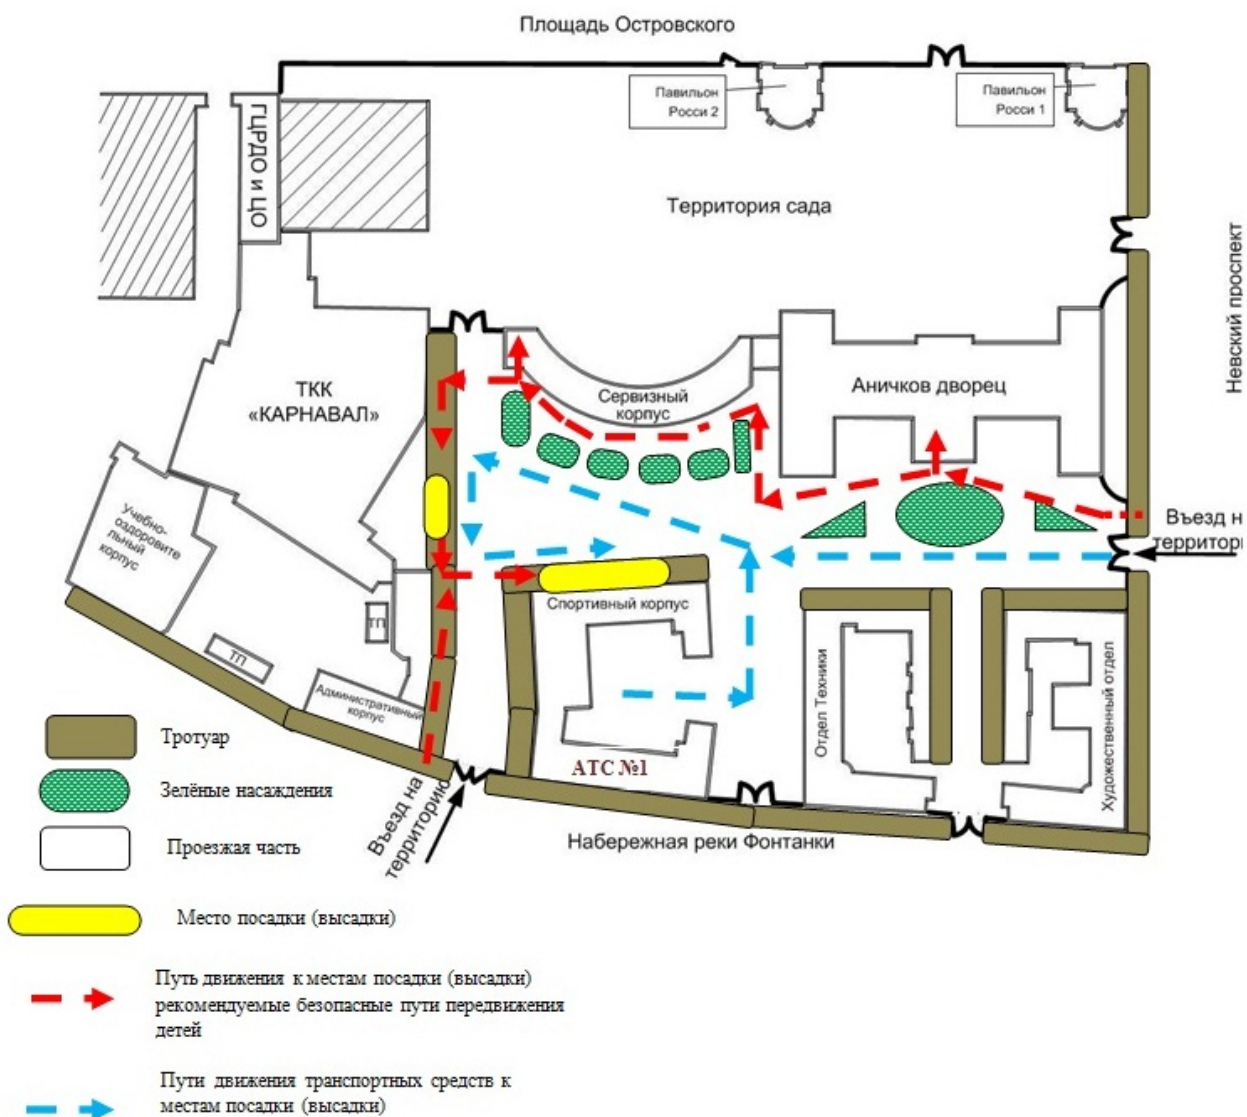 Площадь Островского
Павильон
Росси 2
Павильон
Росси 1
ГЦРДО и ЦО
Территория сада
Невский проспект
ТКК
«КАРНАВАЛ»
Сервизный
корпус
Аничков дворец
Учебно-
оздоровите
льный
корпус
Въезд н
территори
Спортивный корпус
ТП
ТП
Административный
корпус
Отдел Техники
Художественный отдел
АТС №1
Въезд на
территорию
Набережная реки Фонтанки
Тротуар
Зелёные насаждения
Проезжая часть
Место посадки (высадки)
Путь движения к местам посадки (высадки)
рекомендуемые безопасные пути передвижения
детей
Пути движения транспортных средств к
местам посадки (высадки)